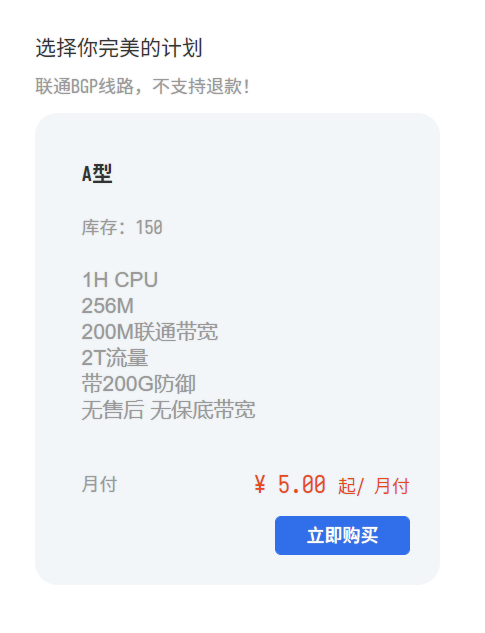 选择你完美的计划
联通BGP线路，不支持退款！
A型
库存：150
1H CPU
256M
200M联通带宽
2T流量
带200G防御
无售后 无保底带宽
月付
¥ 5.00 起/ 月付
立即购买